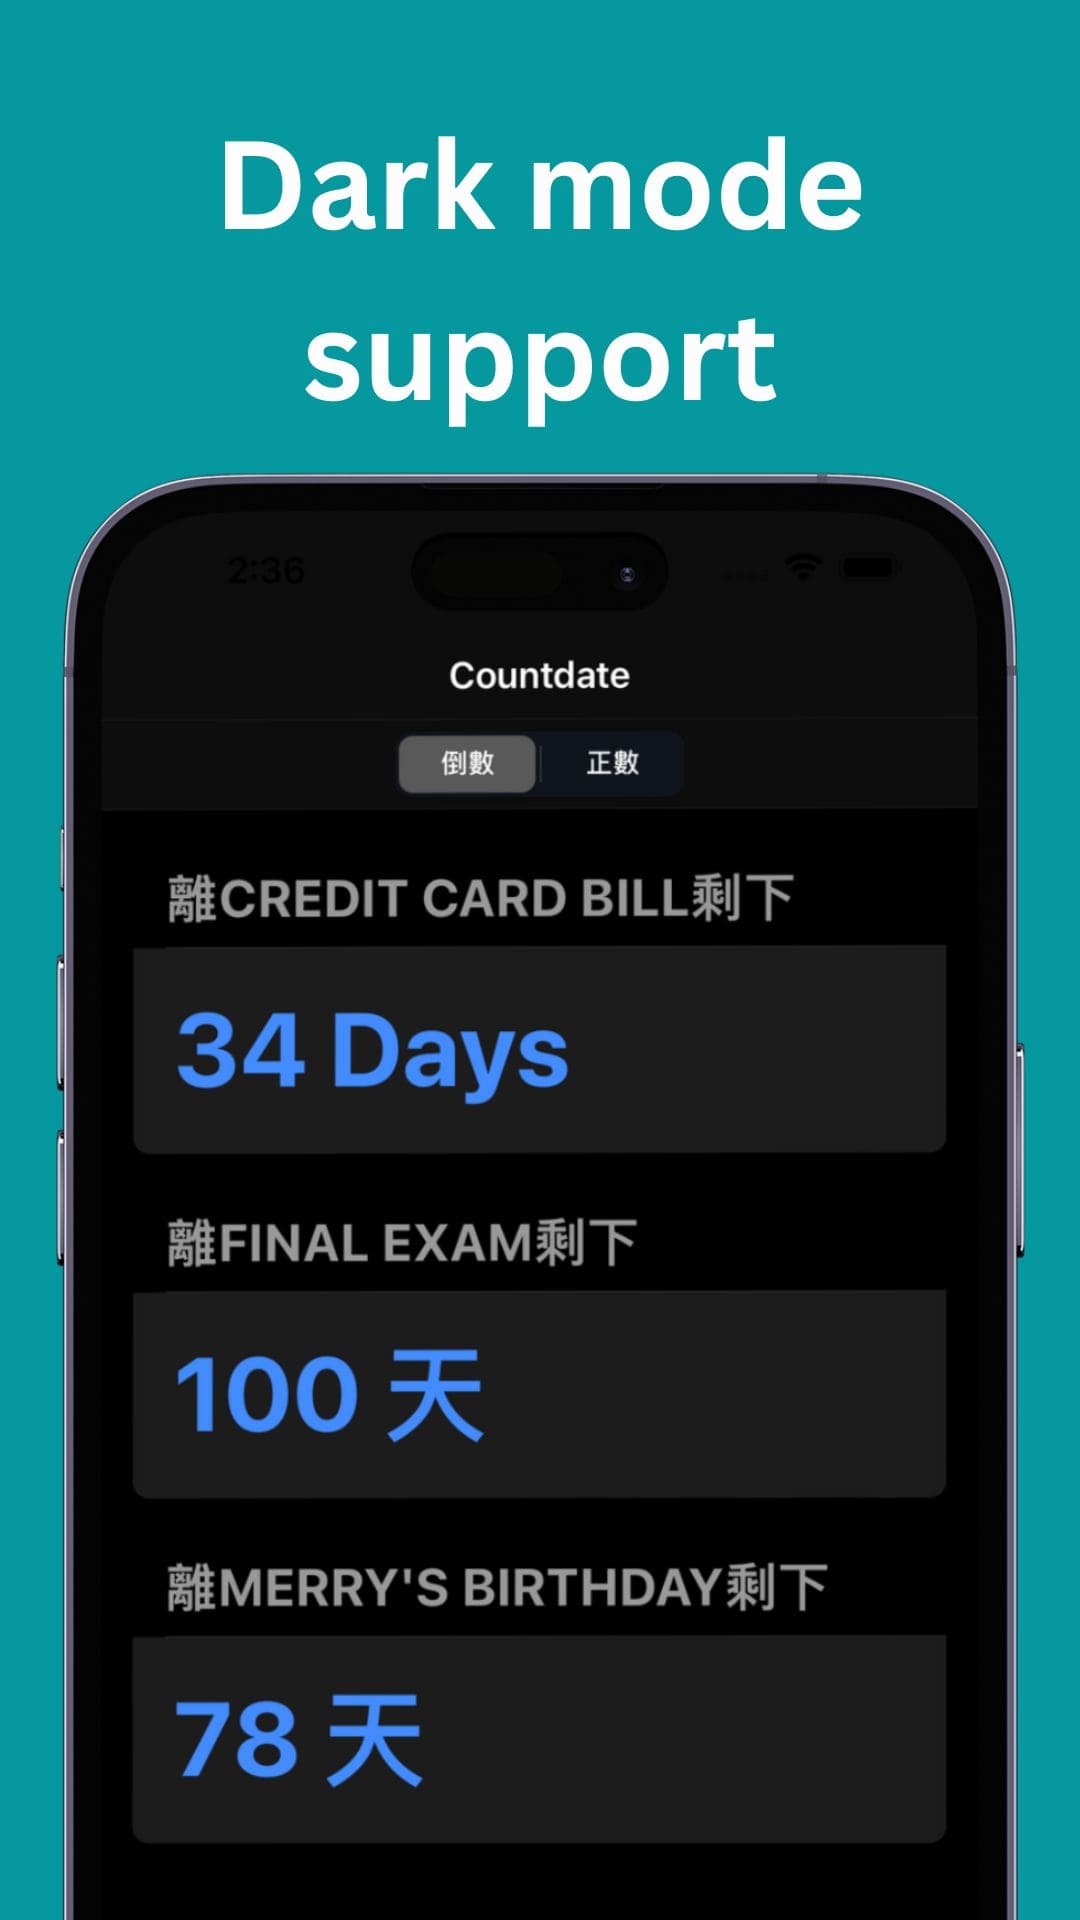 Dark mode
support
2:36
Countdate
倒數 正數
離CREDIT CARD BILL剩下
34 Days
離FINAL EXAM剩下
100 天
離MERRY'S BIRTHDAY剩下
78 天